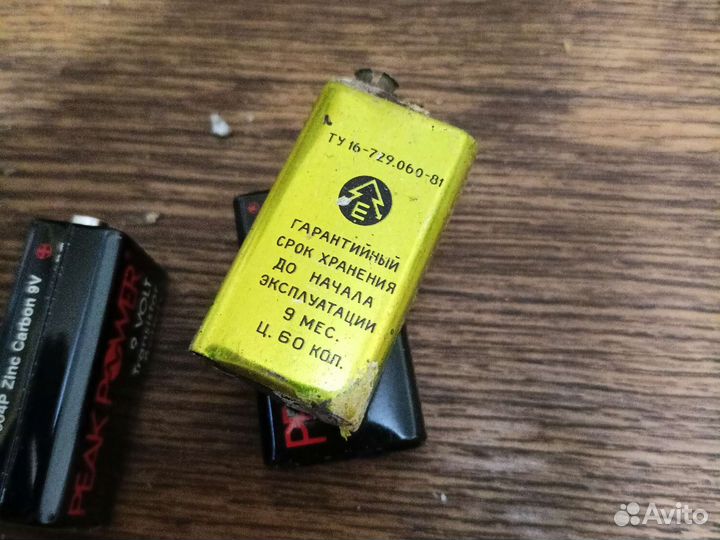 ТУ 16-729.060-81
Е
ГАРАНТИЙНЫЙ
СРОК ХРАНЕНИЯ
ДО НАЧАЛА
ЭКСПЛУАТАЦИИ
9 МЕС.
Ц. 60 КОП.
Zinc Carbon 9V
PEAK POWER
9 VOLT
PE
Avito